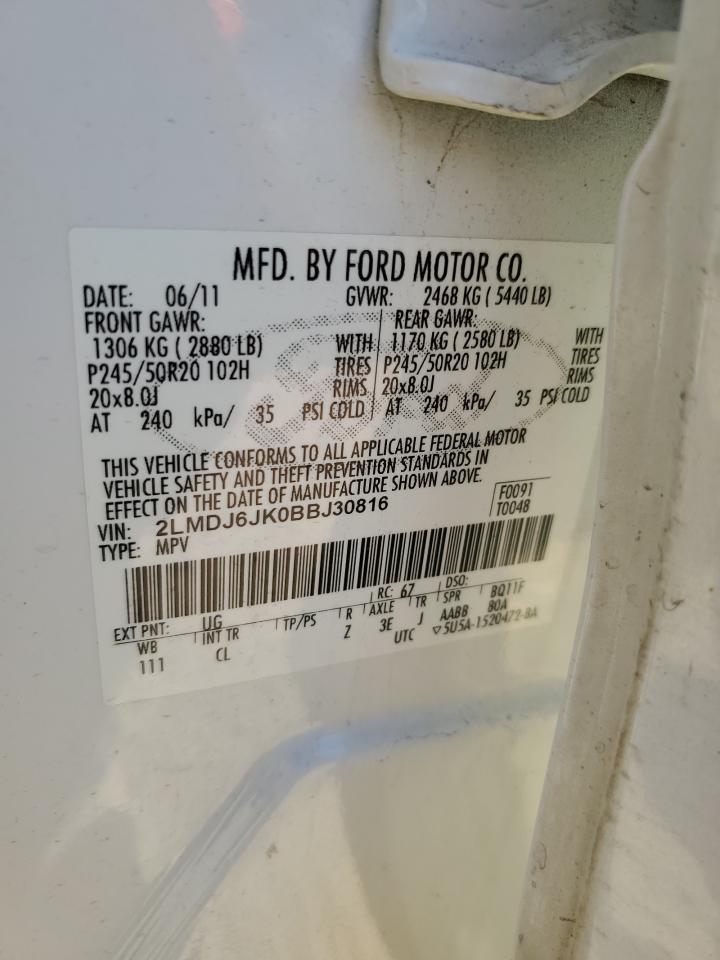 MFD. BY FORD MOTOR CO.
DATE: 06/11 GVWR: 2468 KG ( 5440 LB)
FRONT GAWR: REAR GAWR:
1306 KG ( 2880 LB) WITH 1170 KG ( 2580 LB) WITH
P245/50R20 102H TIRES P245/50R20 102H TIRES
20x8.0J RIMS 20x8.0J RIMS
AT 240 kPa/ 35 PSI COLD AT 240 kPa/ 35 PSI COLD
THIS VEHICLE CONFORMS TO ALL APPLICABLE FEDERAL MOTOR
VEHICLE SAFETY AND THEFT PREVENTION STANDARDS IN
EFFECT ON THE DATE OF MANUFACTURE SHOWN ABOVE.
VIN: 2LMDJ6JK0BBJ30816 F0091
TYPE: MPV T0048
EXT PNT: UG RC: 67 DSO:
WB INT TR TP/PS R AXLE TR SPR BQ11F
111 CL Z 3E J AABB BOA
UTC ▽5U5A-1520472-BA